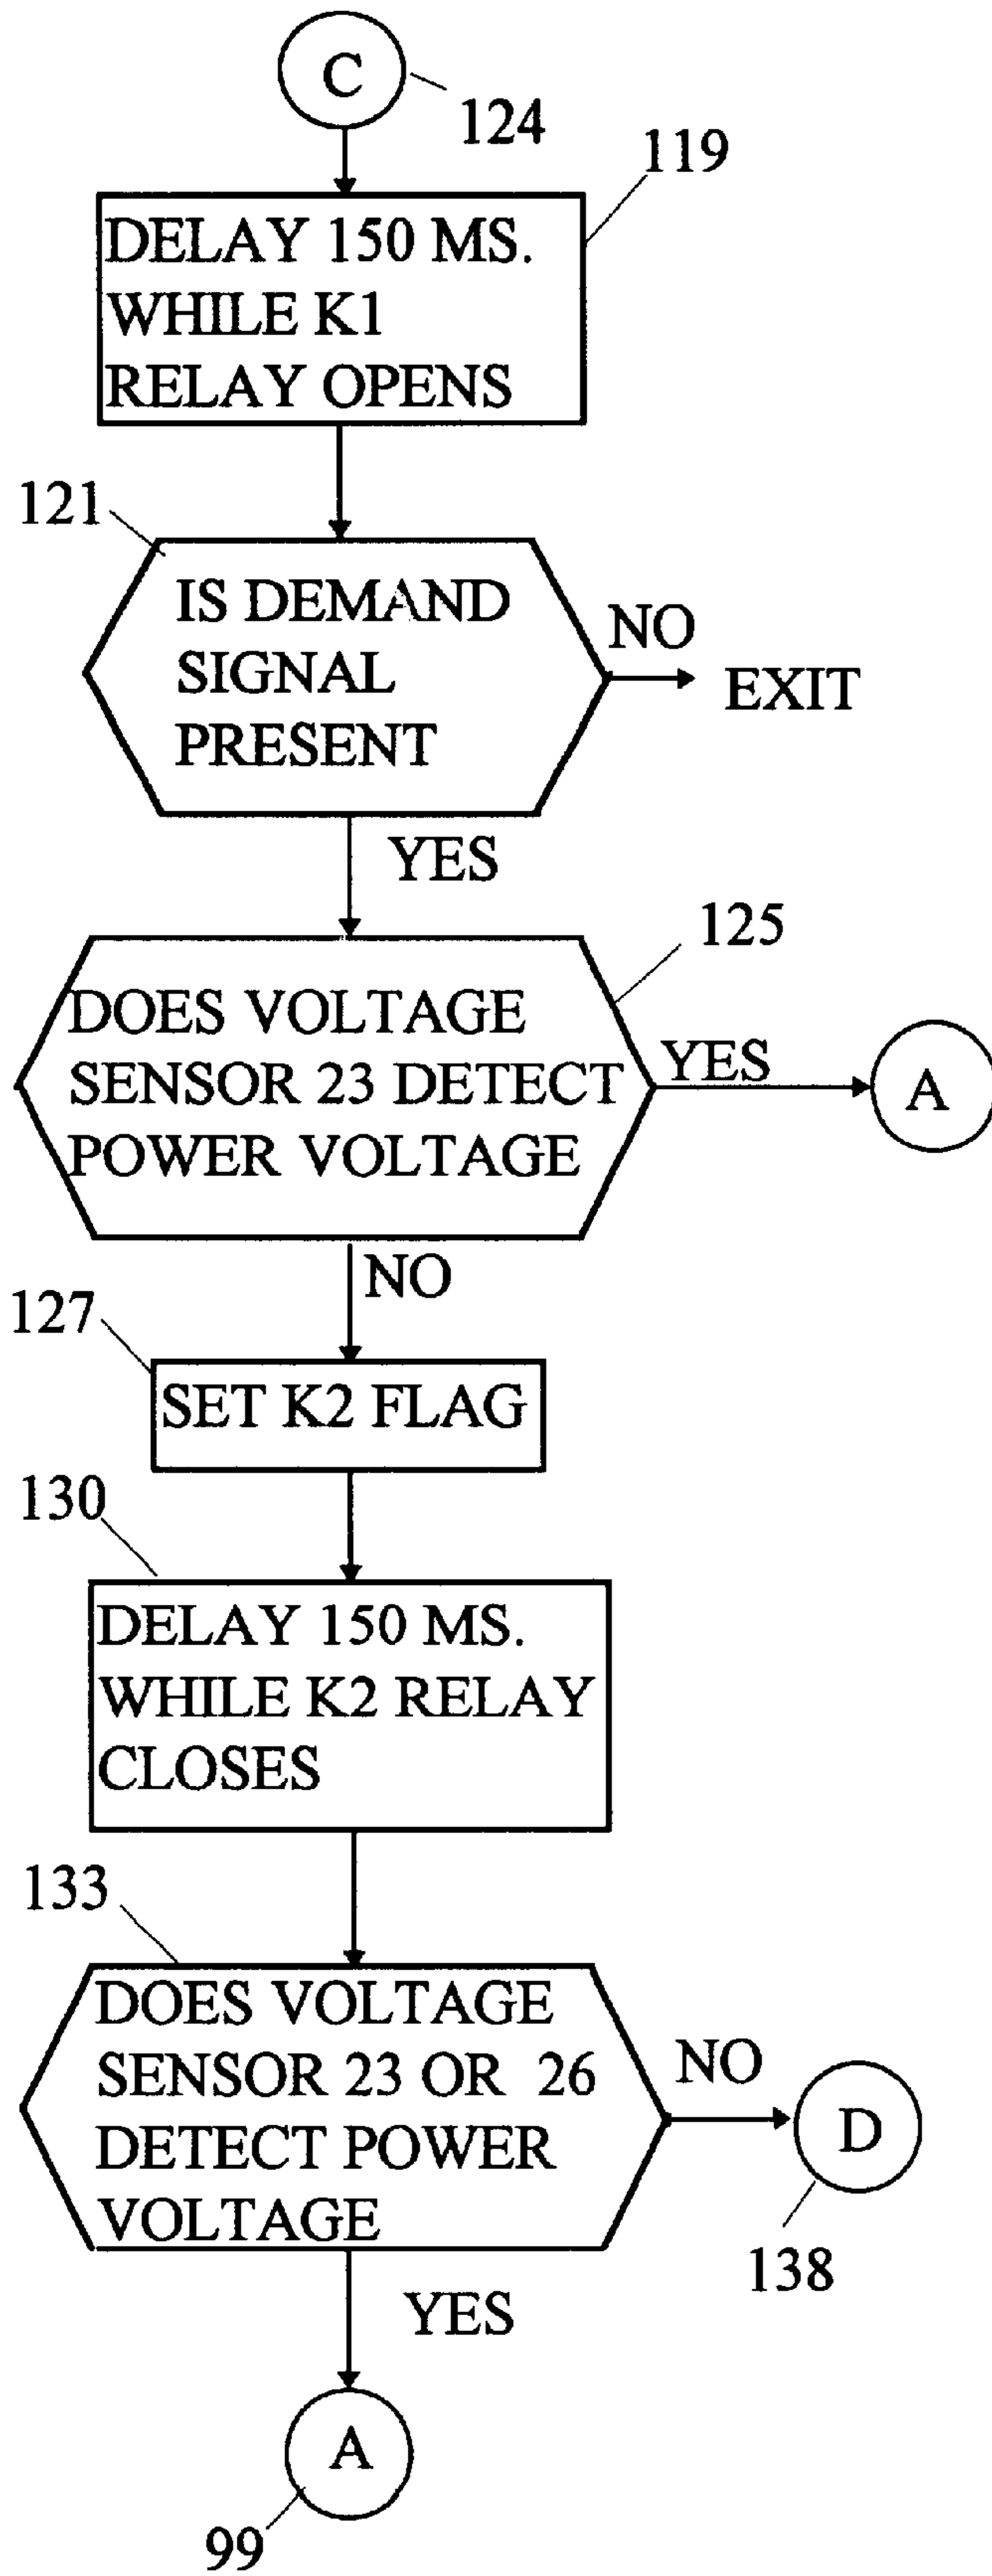 C
124
119
DELAY 150 MS.
WHILE K1
RELAY OPENS
121
IS DEMAND
SIGNAL
PRESENT
NO
EXIT
YES
125
DOES VOLTAGE
SENSOR 23 DETECT
POWER VOLTAGE
YES
A
NO
127
SET K2 FLAG
130
DELAY 150 MS.
WHILE K2 RELAY
CLOSES
133
DOES VOLTAGE
SENSOR 23 OR 26
DETECT POWER
VOLTAGE
NO
D
138
YES
A
99